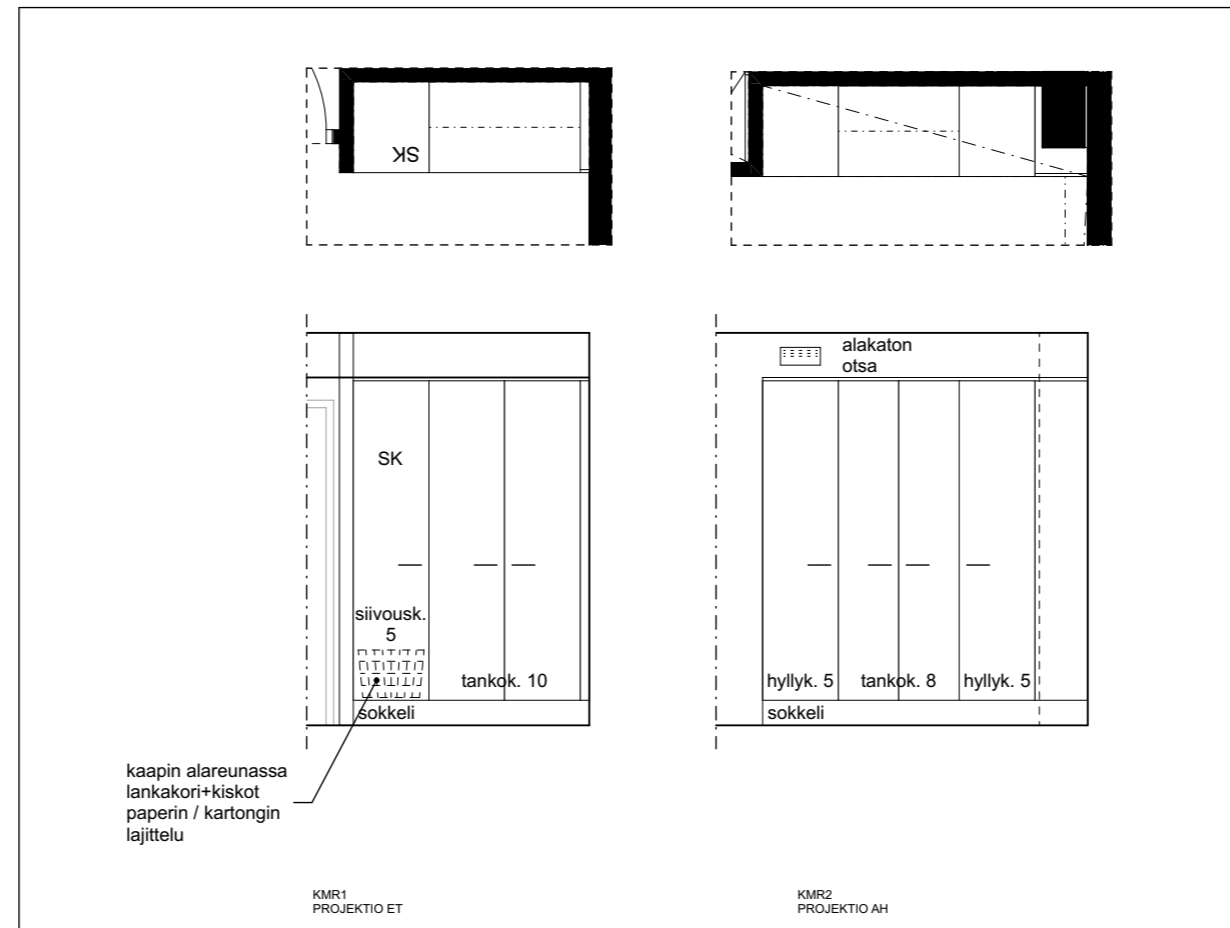 SK
alakaton
otsa
SK
siivousk.
5
tankok. 10
sokkeli
hyllyk. 5
tankok. 8
hyllyk. 5
sokkeli
kaapin alareunassa
lankakori+kiskot
paperin / kartongin
lajittelu
KMR1
PROJEKTIO ET
KMR2
PROJEKTIO AH